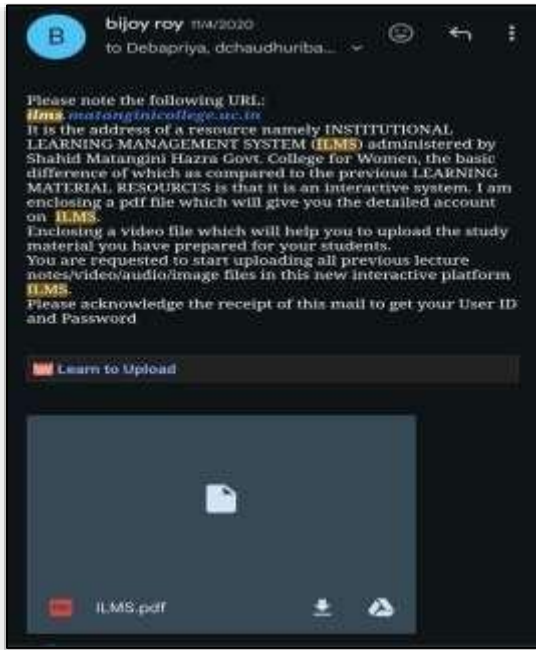 B
bijoy roy 11/4/2020
to Debapriya, dchaudhuriba...
Please note the following URL:
ilms.matanginicollege.ac.in
It is the address of a resource namely INSTITUTIONAL
LEARNING MANAGEMENT SYSTEM (ILMS) administered by
Shahid Matangini Hazra Govt. College for Women, the basic
difference of which as compared to the previous LEARNING
MATERIAL RESOURCES is that it is an interactive system. I am
enclosing a pdf file which will give you the detailed account
on ILMS.
Enclosing a video file which will help you to upload the study
material you have prepared for your students.
You are requested to start uploading all previous lecture
notes/video/audio/image files in this new interactive platform
ILMS.
Please acknowledge the receipt of this mail to get your User ID
and Password
Learn to Upload
ILMS.pdf